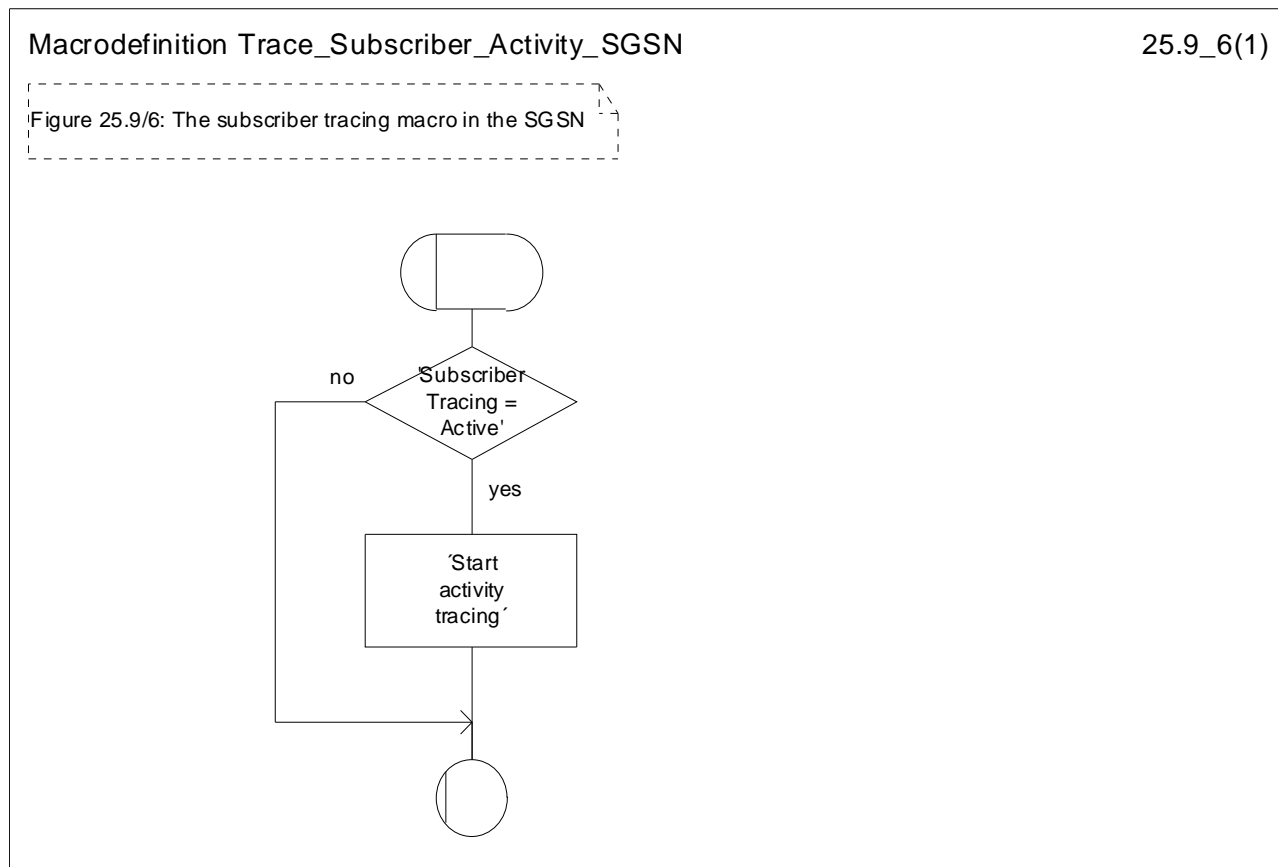 Macrodefinition Trace_Subscriber_Activity_SGSN 25.9_6(1)
Figure 25.9/6: The subscriber tracing macro in the SGSN
no
'Subscriber
Tracing =
Active'
yes
´Start
activity
tracing´